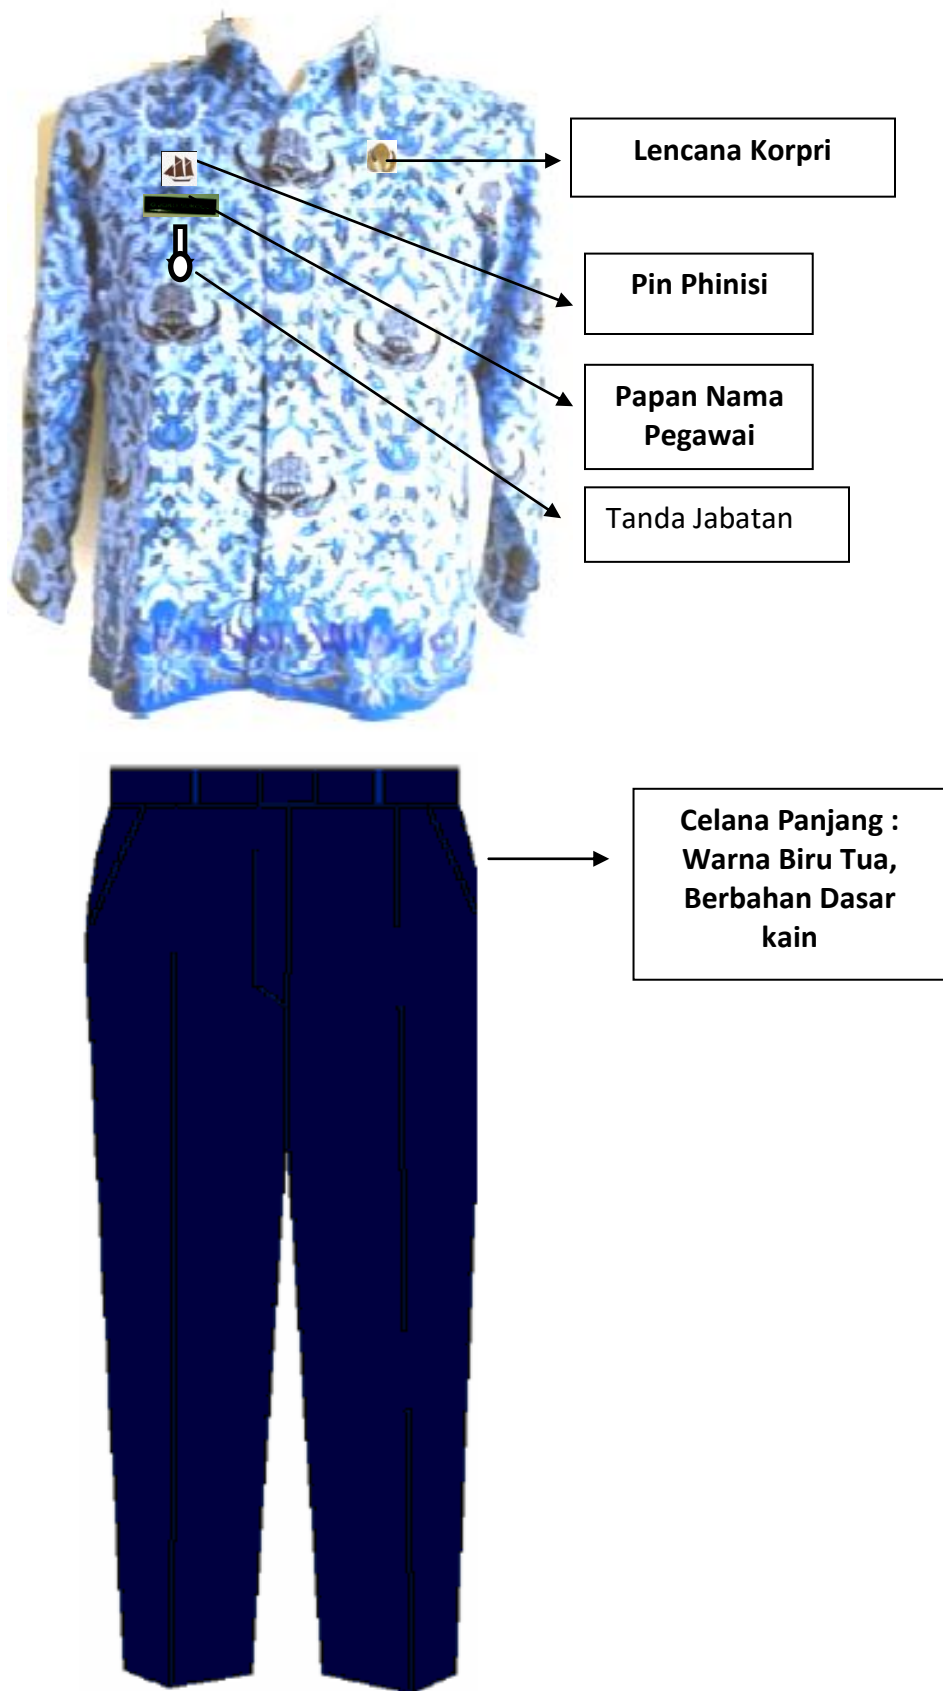 Lencana Korpri
Pin Phinisi
Papan Nama
Pegawai
Tanda Jabatan
Celana Panjang :
Warna Biru Tua,
Berbahan Dasar
kain